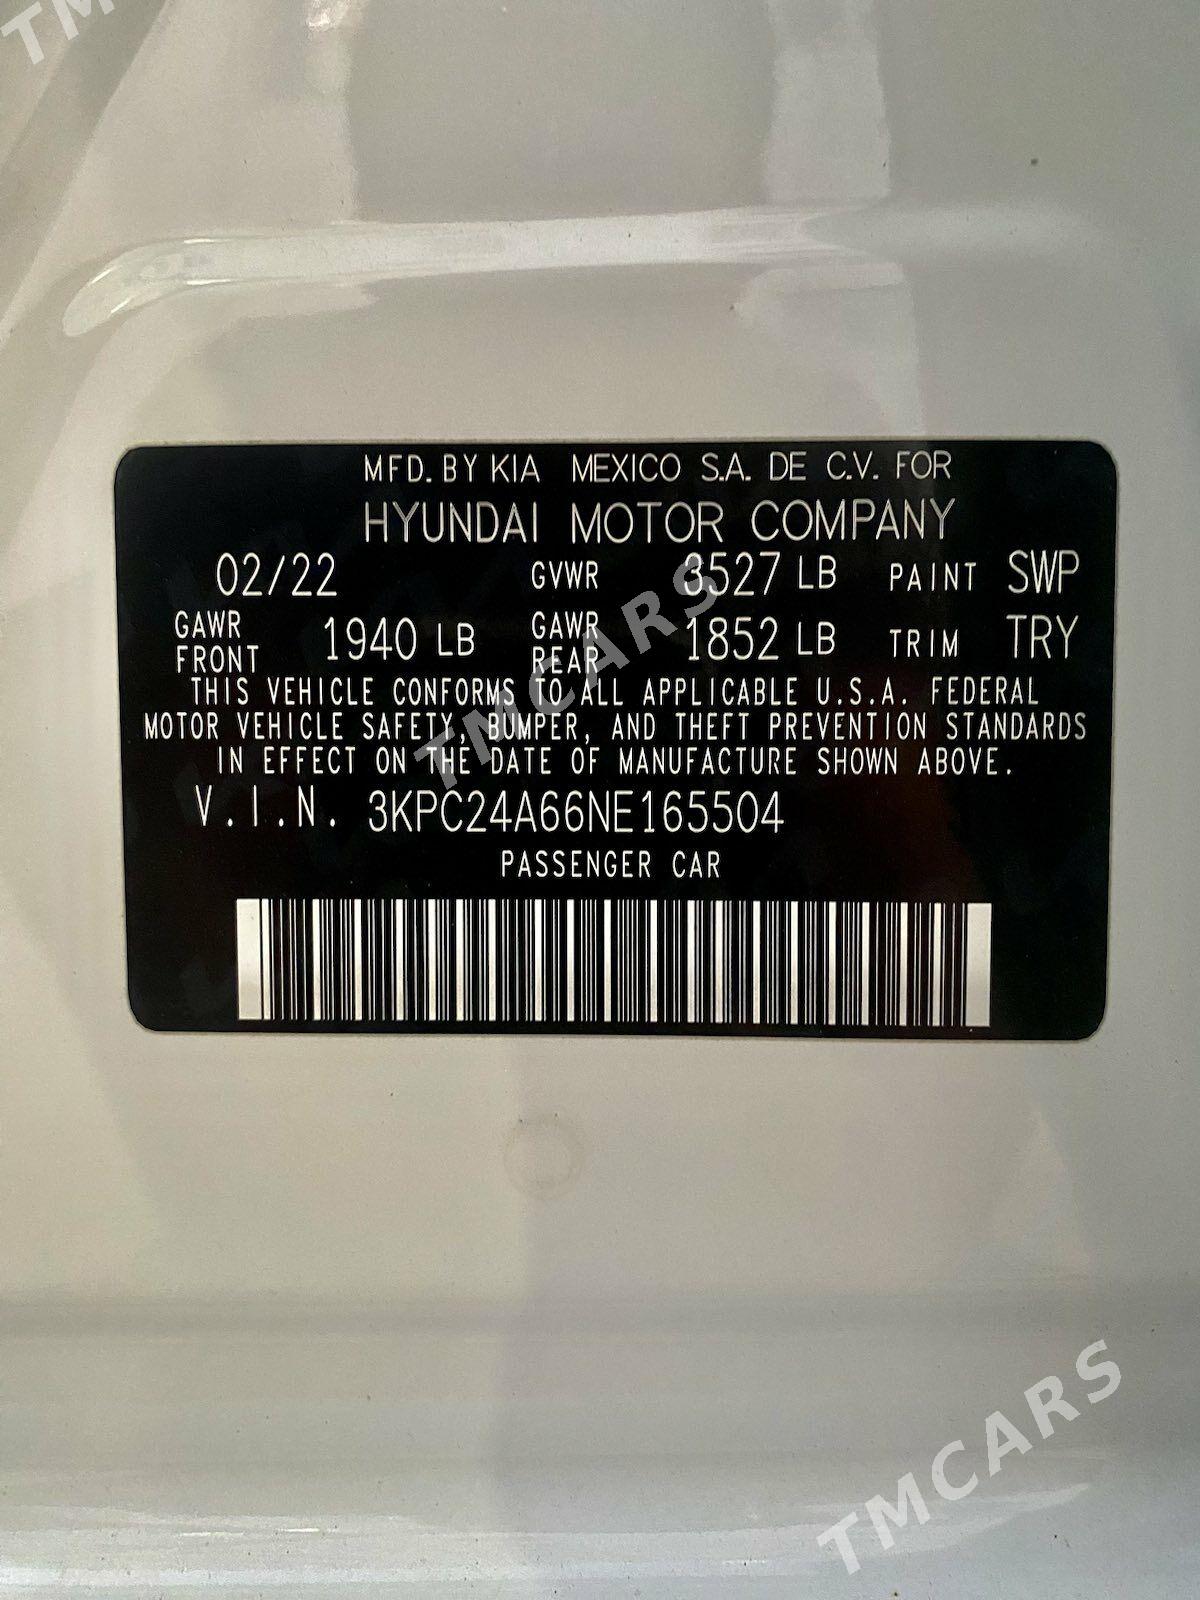 TM
MFD. BY KIA MEXICO S.A. DE C.V. FOR
HYUNDAI MOTOR COMPANY
02/22 GVWR 3527 LB PAINT SWP
GAWR FRONT 1940 LB GAWR REAR 1852 LB TRIM TRY
THIS VEHICLE CONFORMS TO ALL APPLICABLE U.S.A. FEDERAL
MOTOR VEHICLE SAFETY, BUMPER, AND THEFT PREVENTION STANDARDS
IN EFFECT ON THE DATE OF MANUFACTURE SHOWN ABOVE.
V.I.N. 3KPC24A66NE165504
PASSENGER CAR
TMCARS
TMCARS